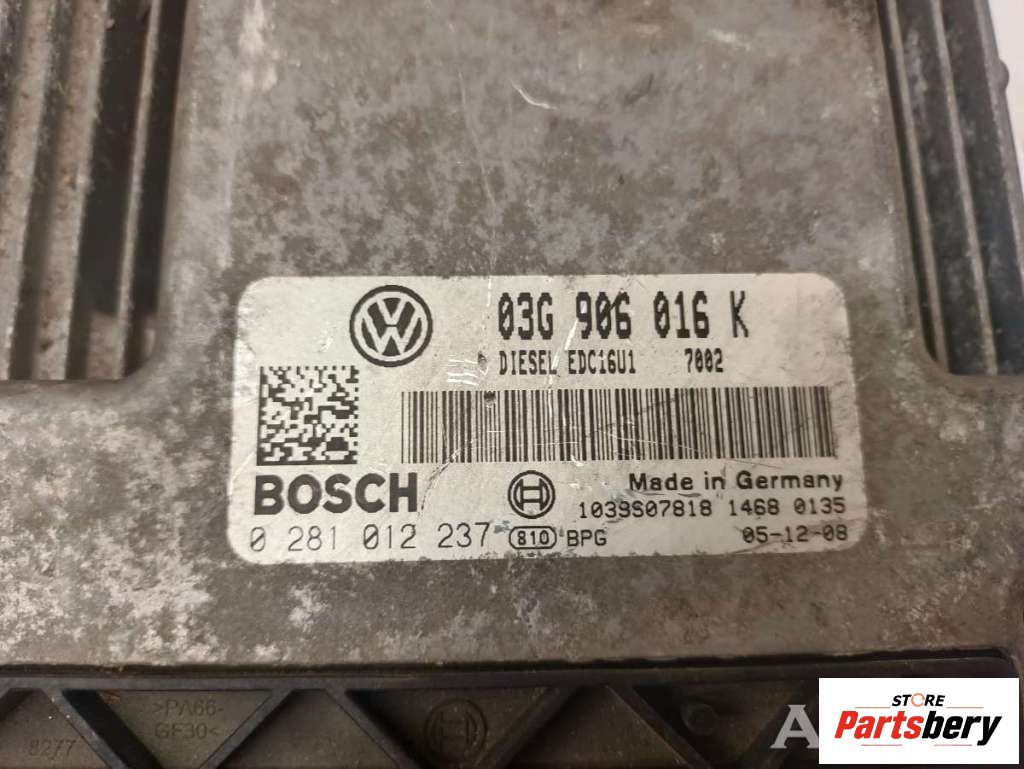 03G 906 016 K
DIESEL EDC16U1 7002
BOSCH
Made in Germany
1039S07818 1468 0135
0 281 012 237 810 BPG 05-12-08
>PA66
GF30<
8277
STORE
Partsbery